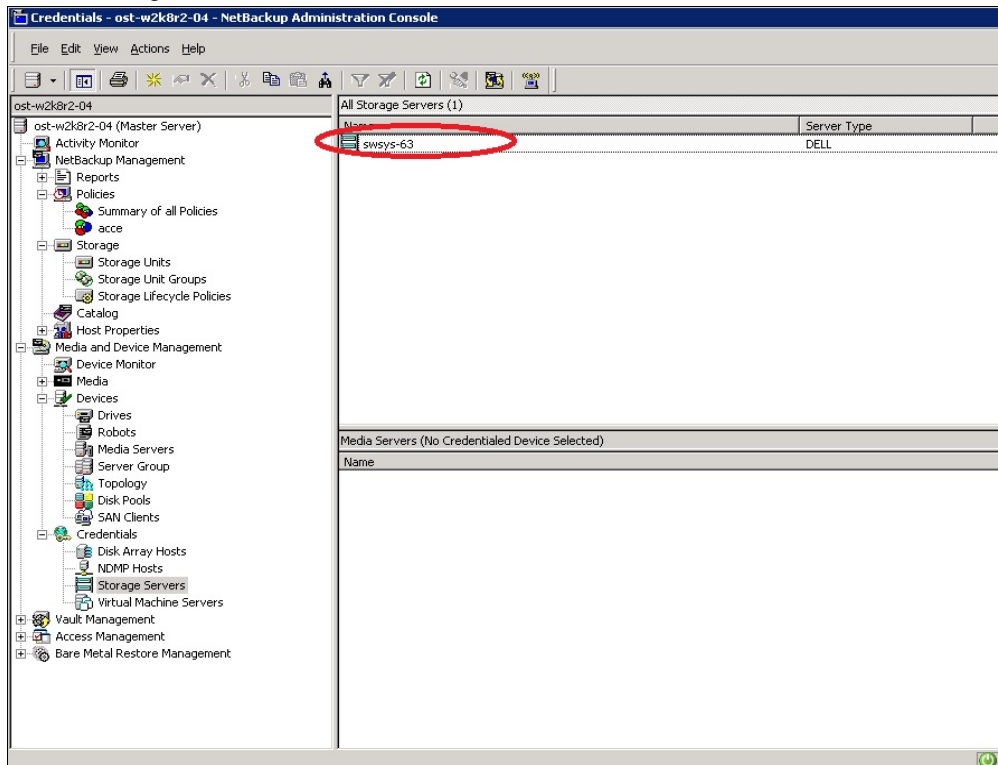 Credentials - ost-w2k8r2-04 - NetBackup Administration Console
File Edit View Actions Help
ost-w2k8r2-04
ost-w2k8r2-04 (Master Server)
Activity Monitor
NetBackup Management
Reports
Policies
Summary of all Policies
acce
Storage
Storage Units
Storage Unit Groups
Storage Lifecycle Policies
Catalog
Host Properties
Media and Device Management
Device Monitor
Media
Devices
Drives
Robots
Media Servers
Server Group
Topology
Disk Pools
SAN Clients
Credentials
Disk Array Hosts
NDMP Hosts
Storage Servers
Virtual Machine Servers
Vault Management
Access Management
Bare Metal Restore Management
All Storage Servers (1)
Name Server Type
swsys-63 DELL
Media Servers (No Credentialed Device Selected)
Name